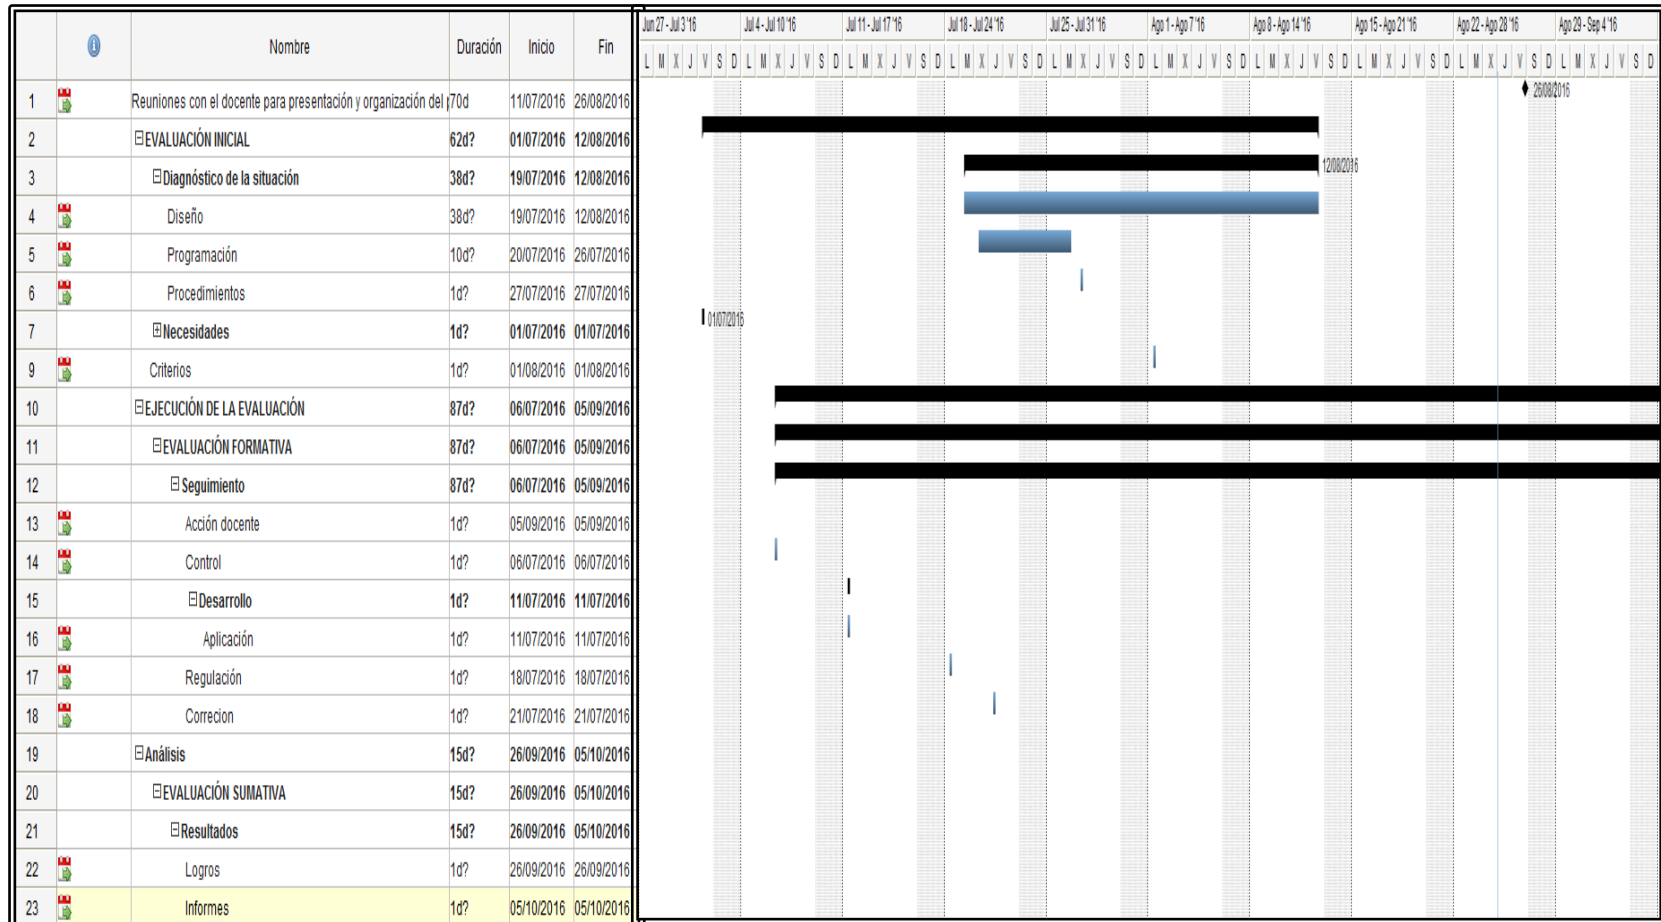 Nombre Duración Inicio Fin
Jun 27 - Jul 3 '16 Jul 4 - Jul 10 '16 Jul 11 - Jul 17 '16 Jul 18 - Jul 24 '16 Jul 25 - Jul 31 '16 Ago 1 - Ago 7 '16 Ago 8 - Ago 14 '16 Ago 15 - Ago 21 '16 Ago 22 - Ago 28 '16 Ago 29 - Sep 4 '16
L M X J V S D L M X J V S D L M X J V S D L M X J V S D L M X J V S D L M X J V S D L M X J V S D L M X J V S D L M X J V S D L M X J V S D
1 Reuniones con el docente para presentación y organización del 70d 11/07/2016 26/08/2016
26/08/2016
2 EVALUACIÓN INICIAL 62d? 01/07/2016 12/08/2016
3 Diagnóstico de la situación 38d? 19/07/2016 12/08/2016
12/08/2016
4 Diseño 38d? 19/07/2016 12/08/2016
5 Programación 10d? 20/07/2016 26/07/2016
6 Procedimientos 1d? 27/07/2016 27/07/2016
7 Necesidades 1d? 01/07/2016 01/07/2016
01/07/2016
9 Criterios 1d? 01/08/2016 01/08/2016
10 EJECUCIÓN DE LA EVALUACIÓN 87d? 06/07/2016 05/09/2016
11 EVALUACIÓN FORMATIVA 87d? 06/07/2016 05/09/2016
12 Seguimiento 87d? 06/07/2016 05/09/2016
13 Acción docente 1d? 05/09/2016 05/09/2016
14 Control 1d? 06/07/2016 06/07/2016
15 Desarrollo 1d? 11/07/2016 11/07/2016
16 Aplicación 1d? 11/07/2016 11/07/2016
17 Regulación 1d? 18/07/2016 18/07/2016
18 Correcion 1d? 21/07/2016 21/07/2016
19 Análisis 15d? 26/09/2016 05/10/2016
20 EVALUACIÓN SUMATIVA 15d? 26/09/2016 05/10/2016
21 Resultados 15d? 26/09/2016 05/10/2016
22 Logros 1d? 26/09/2016 26/09/2016
23 Informes 1d? 05/10/2016 05/10/2016